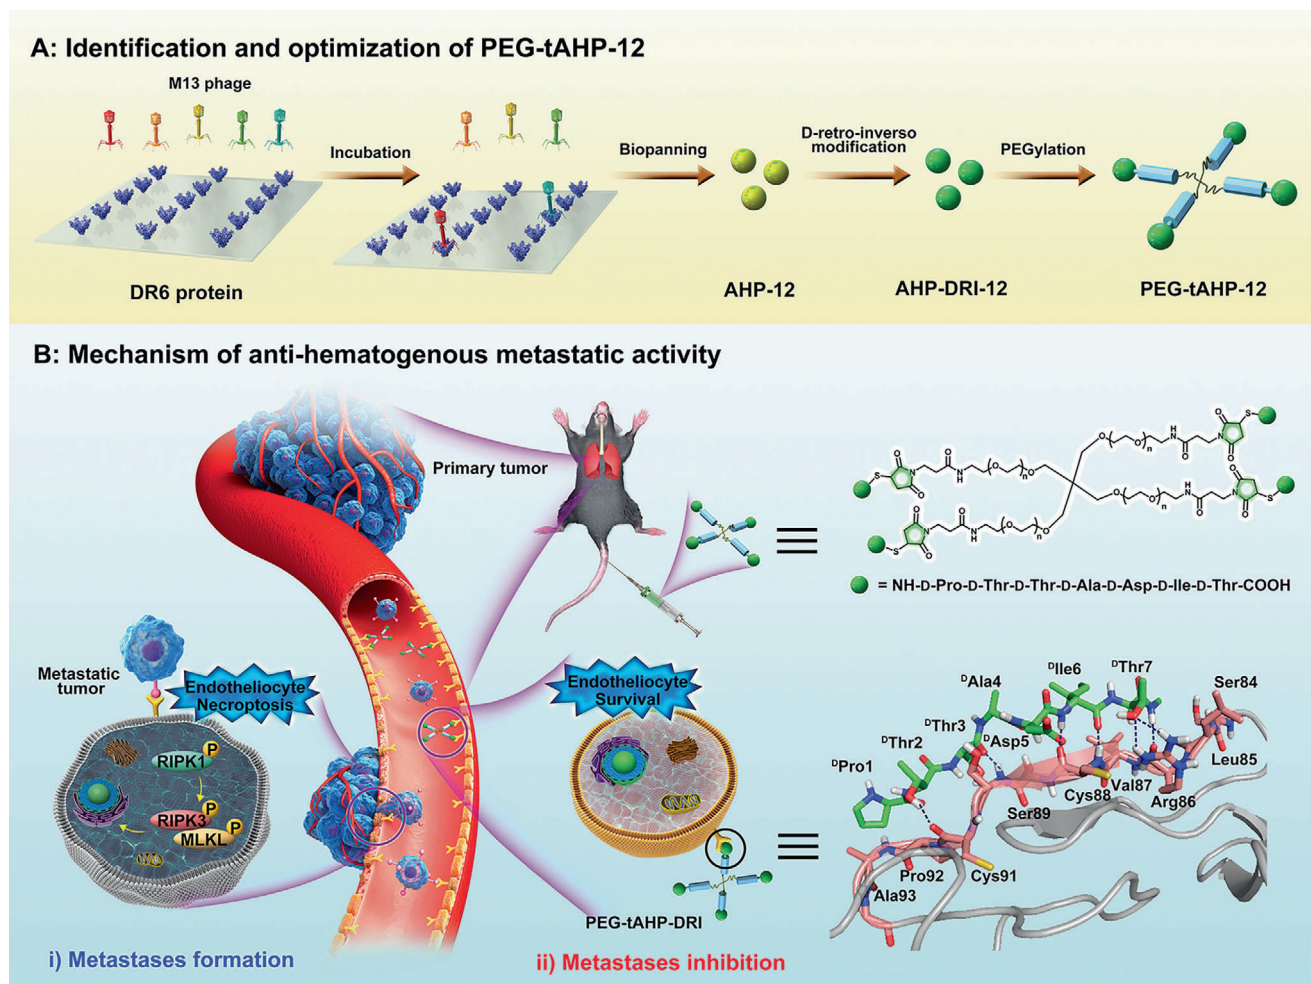 A: Identification and optimization of PEG-tAHP-12
M13 phage
Incubation
Biopanning
D-retro-inverso
modification
PEGylation
DR6 protein
AHP-12
AHP-DRI-12
PEG-tAHP-12
B: Mechanism of anti-hematogenous metastatic activity
Primary tumor
= NH-D-Pro-D-Thr-D-Thr-D-Ala-D-Asp-D-Ile-D-Thr-COOH
Metastatic
tumor
Endotheliocyte
Necroptosis
RIPK1
P
RIPK3
P
MLKL
P
Endotheliocyte
Survival
PEG-tAHP-DRI
DPro1
DThr2
DThr3
DAla4
DAsp5
DIle6
DThr7
Ser84
Leu85
Arg86
Val87
Cys88
Ser89
Cys91
Pro92
Ala93
i) Metastases formation
ii) Metastases inhibition